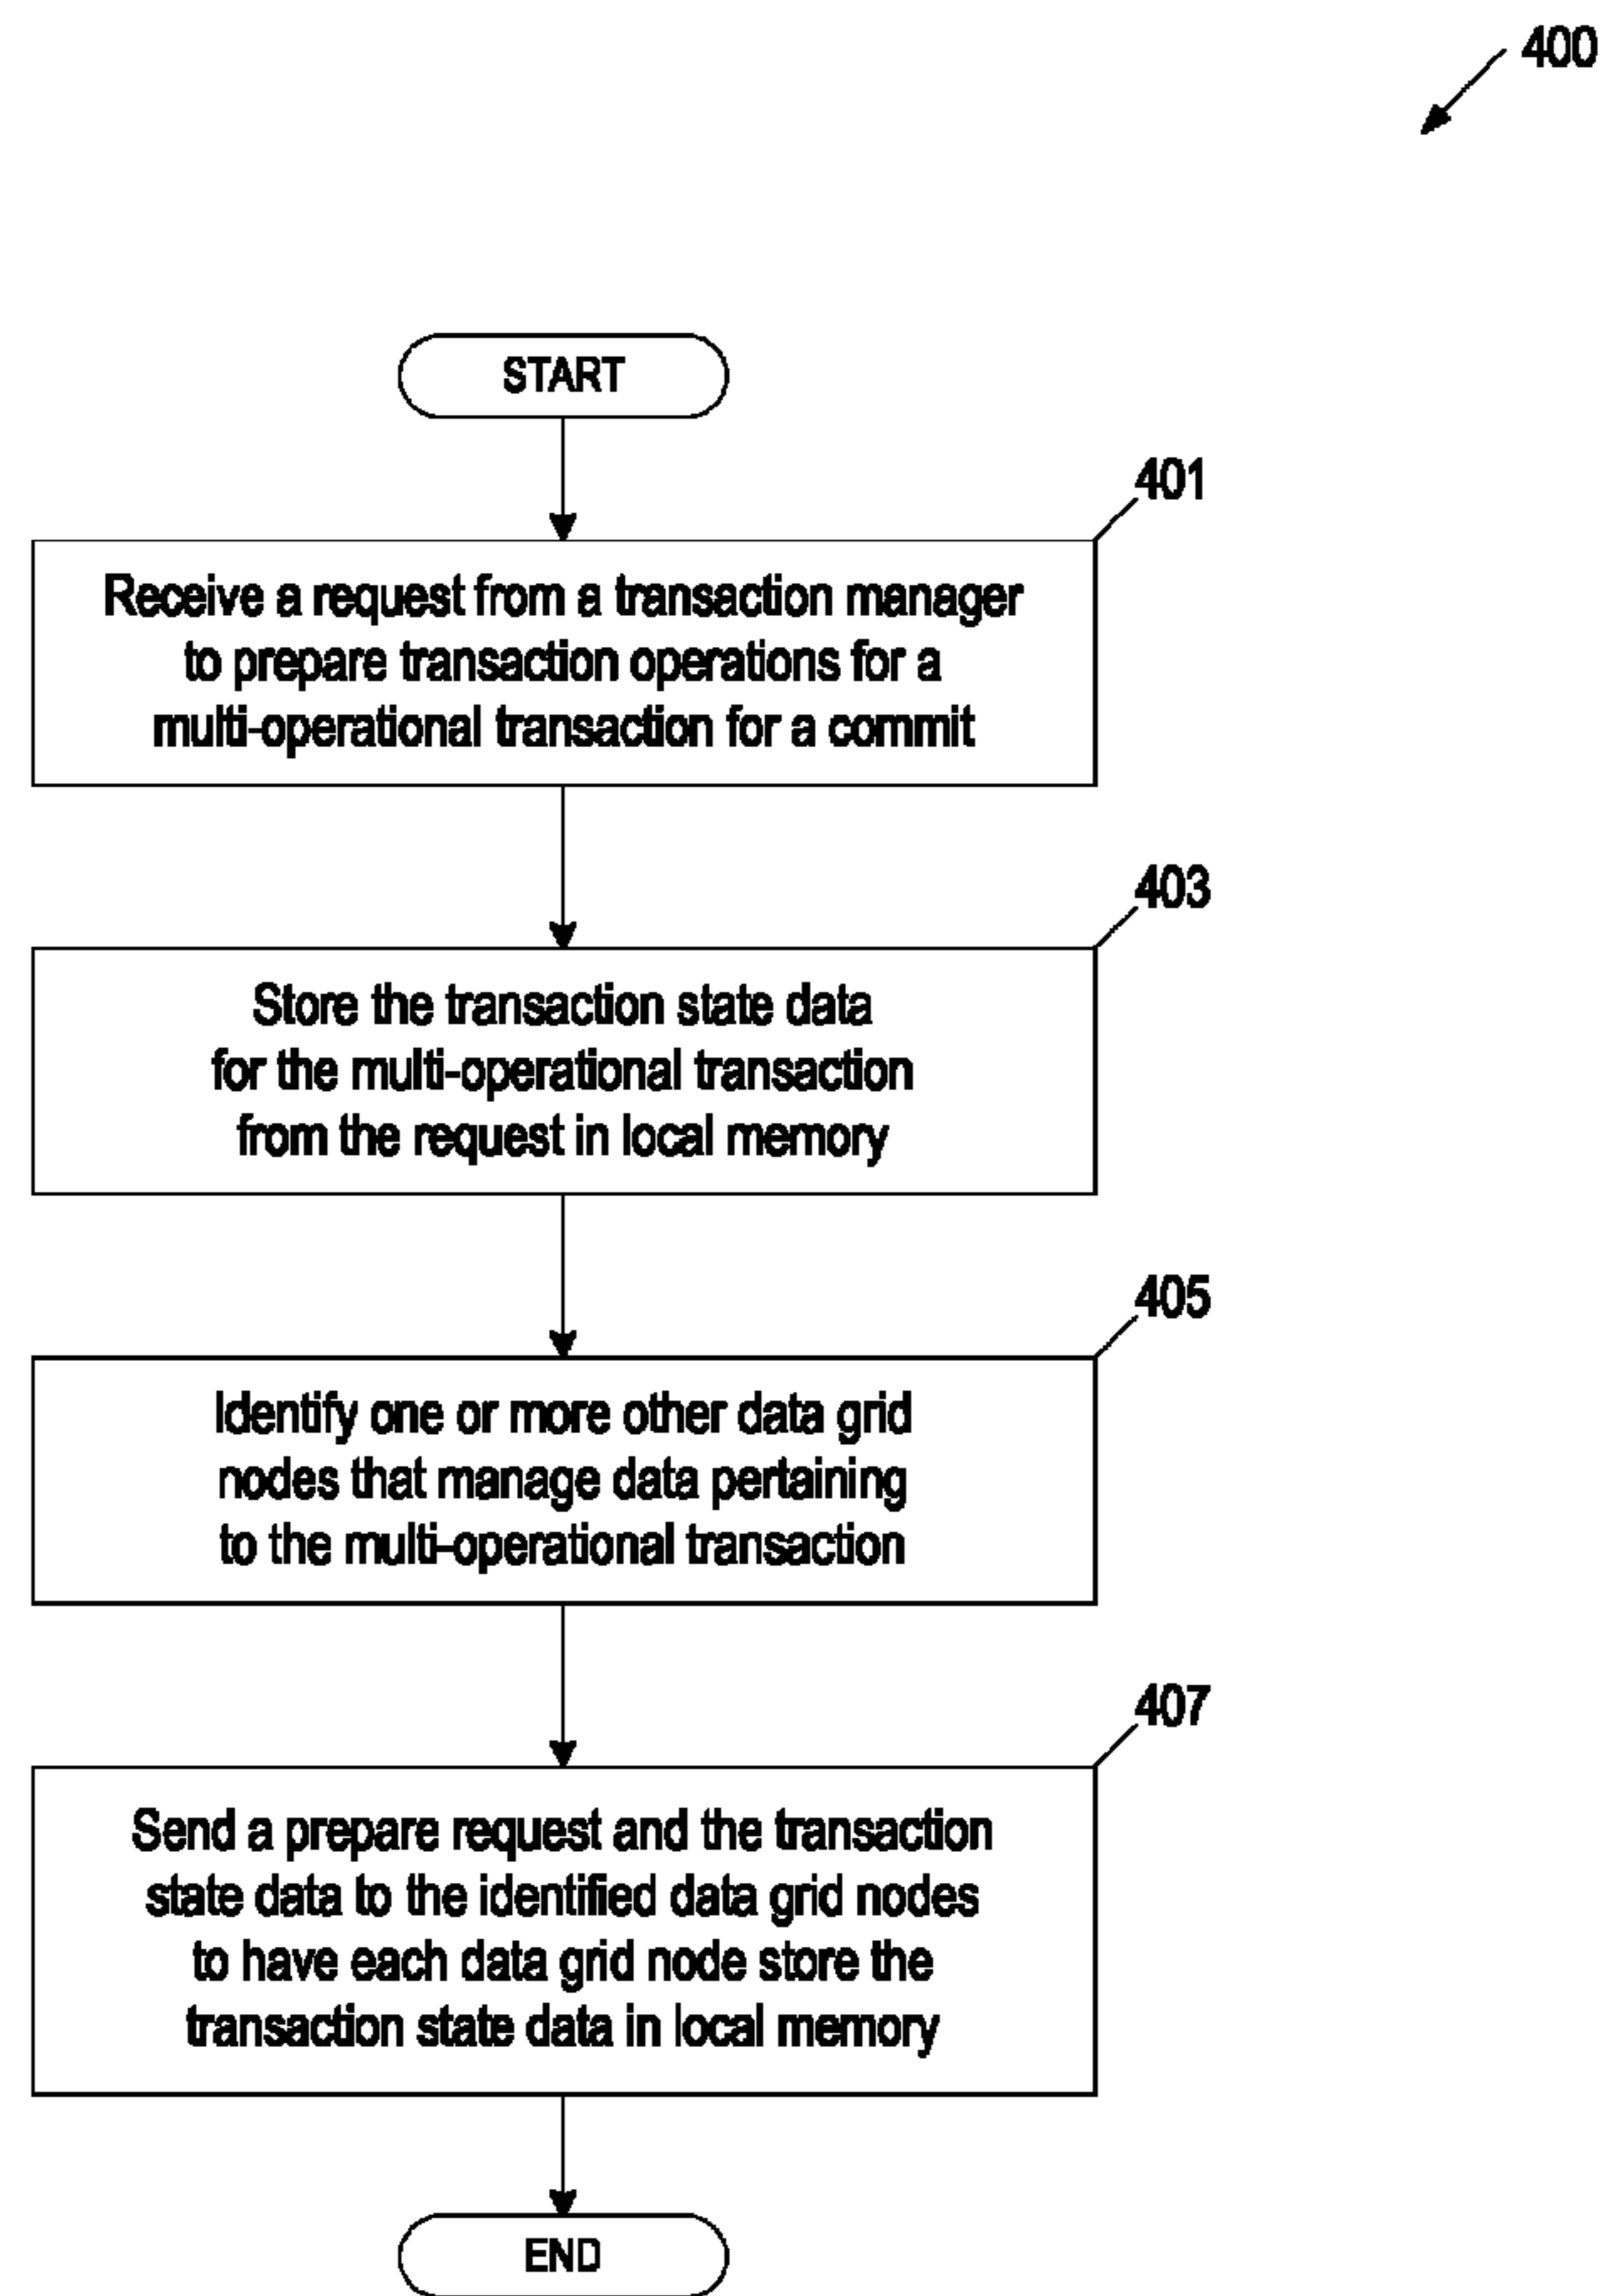 400
START
401
Receive a request from a transaction manager
to prepare transaction operations for a
multi-operational transaction for a commit
403
Store the transaction state data
for the multi-operational transaction
from the request in local memory
405
Identify one or more other data grid
nodes that manage data pertaining
to the multi-operational transaction
407
Send a prepare request and the transaction
state data to the identified data grid nodes
to have each data grid node store the
transaction state data in local memory
END